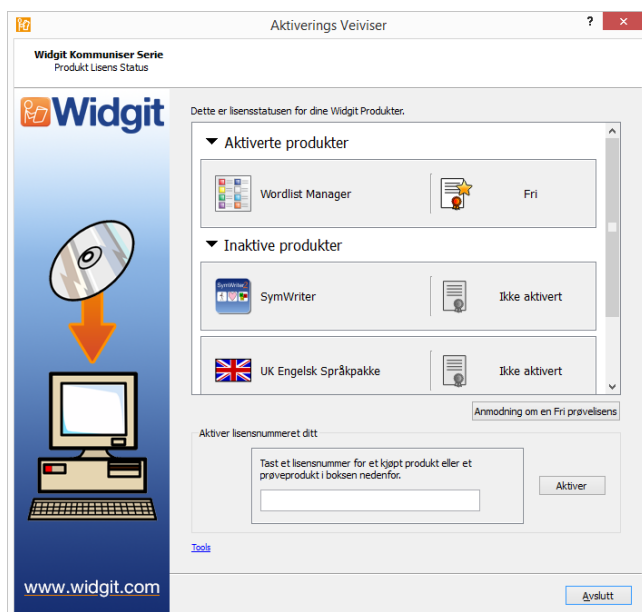 Aktiverings Veiviser
?
Widgit Kommuniser Serie
Produkt Lisens Status
Widgit
Dette er lisensstatusen for dine Widgit Produkter.
Aktiverte produkter
Wordlist Manager
Fri
Inaktive produkter
SymWriter 2
SymWriter
Ikke aktivert
UK Engelsk Språkpakke
Ikke aktivert
Anmodning om en Fri prøvelisens
Aktiver lisensnummeret ditt
Tast et lisensnummer for et kjøpt produkt eller et
prøveprodukt i boksen nedenfor.
Aktiver
Tools
www.widgit.com
Avslutt